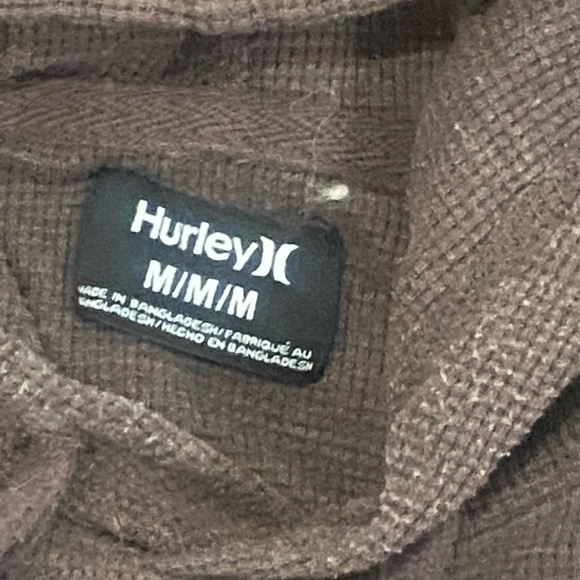 Hurley
M/M/M
MADE IN BANGLADESH/FABRIQUÉ AU
BANGLADESH/HECHO EN BANGLADESH